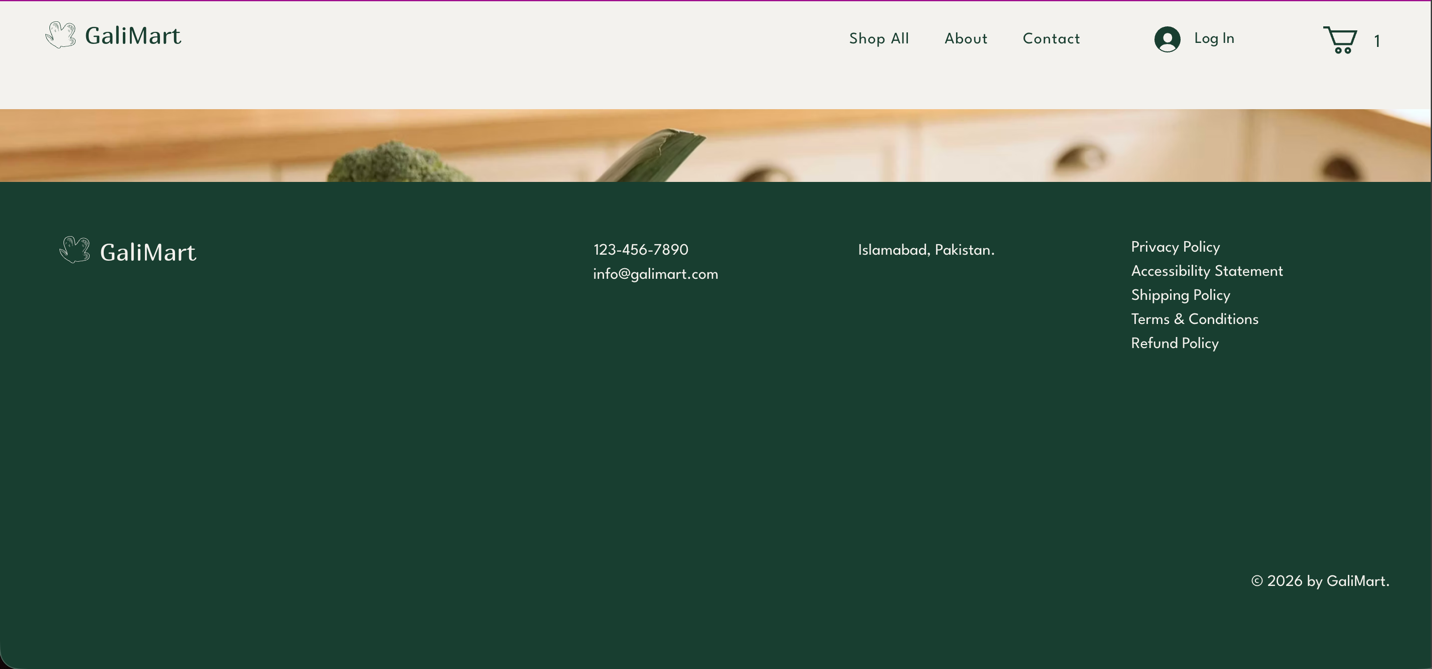 GaliMart
Shop All
About
Contact
Log In
1
GaliMart
123-456-7890
info@galimart.com
Islamabad, Pakistan.
Privacy Policy
Accessibility Statement
Shipping Policy
Terms & Conditions
Refund Policy
© 2026 by GaliMart.